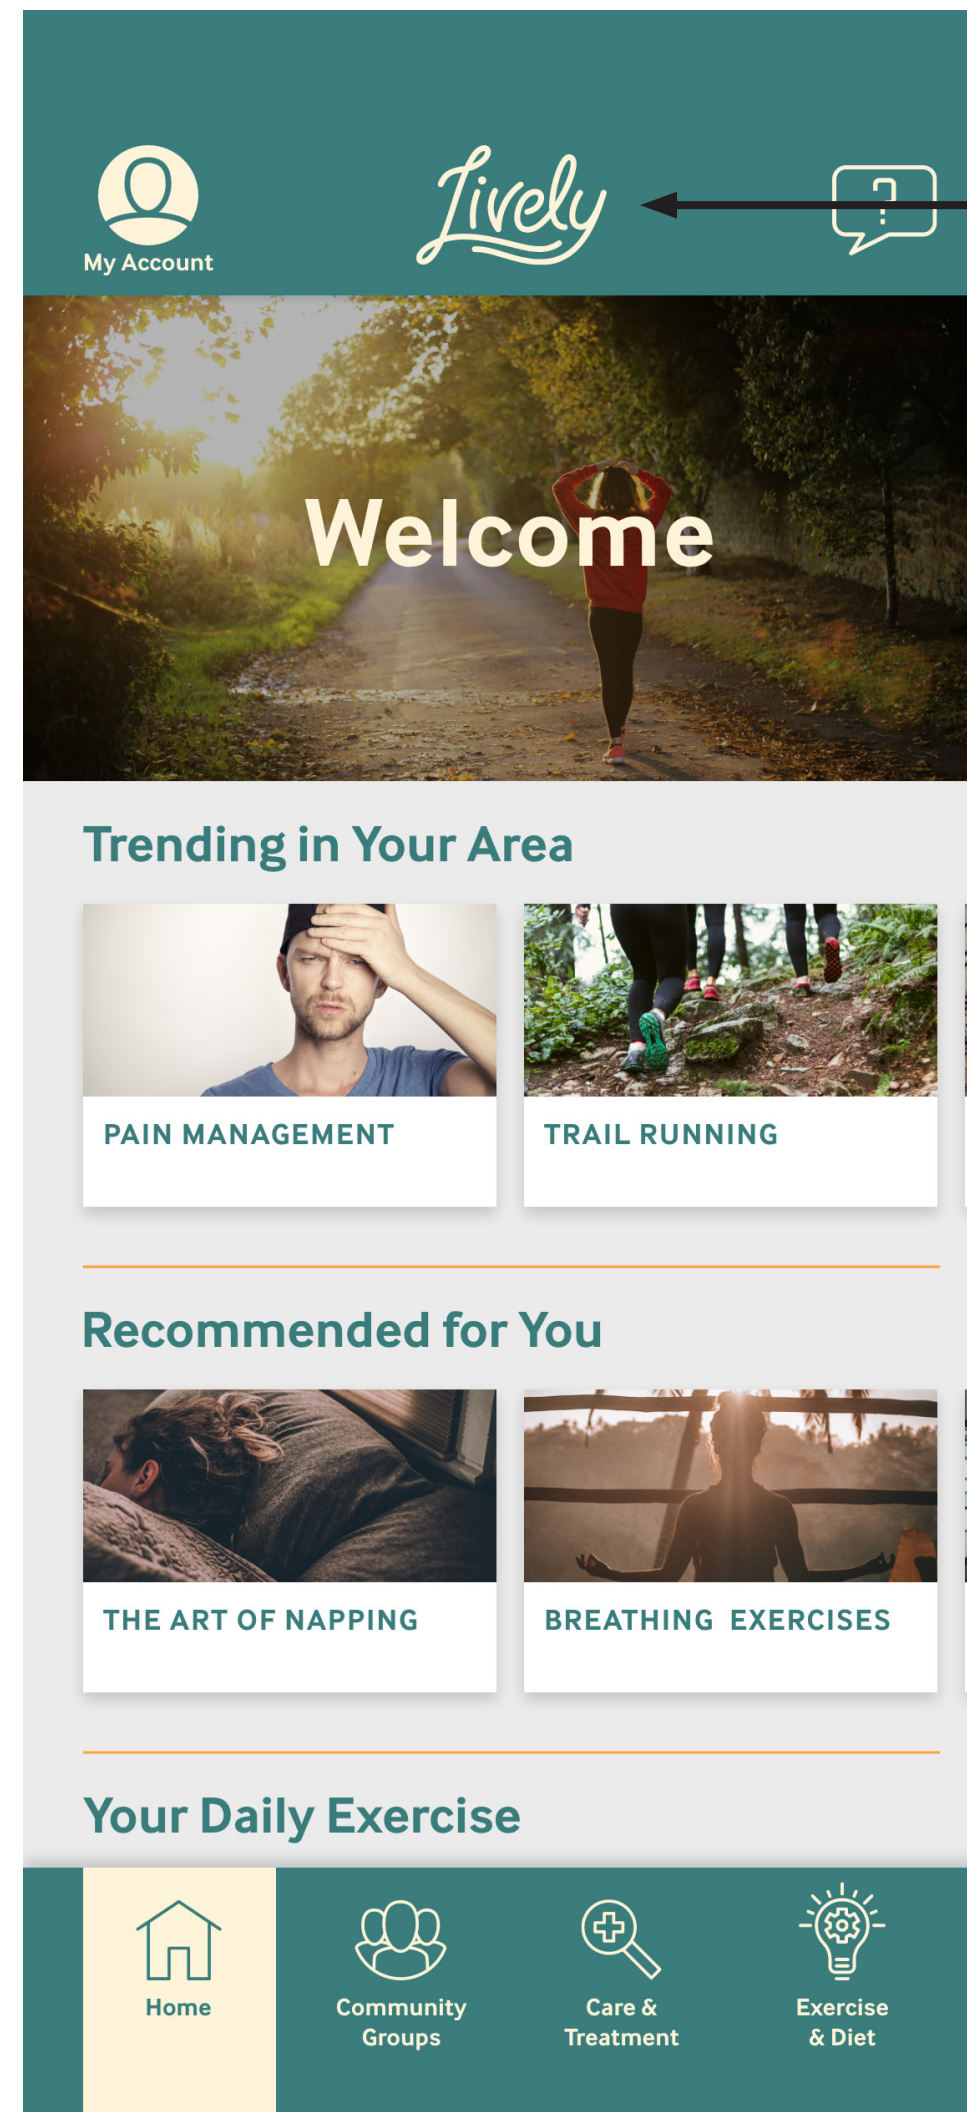 Lively
?
My Account
Welcome
Trending in Your Area
PAIN MANAGEMENT
TRAIL RUNNING
Recommended for You
THE ART OF NAPPING
BREATHING EXERCISES
Your Daily Exercise
Home
Community
Groups
Care &
Treatment
Exercise
& Diet